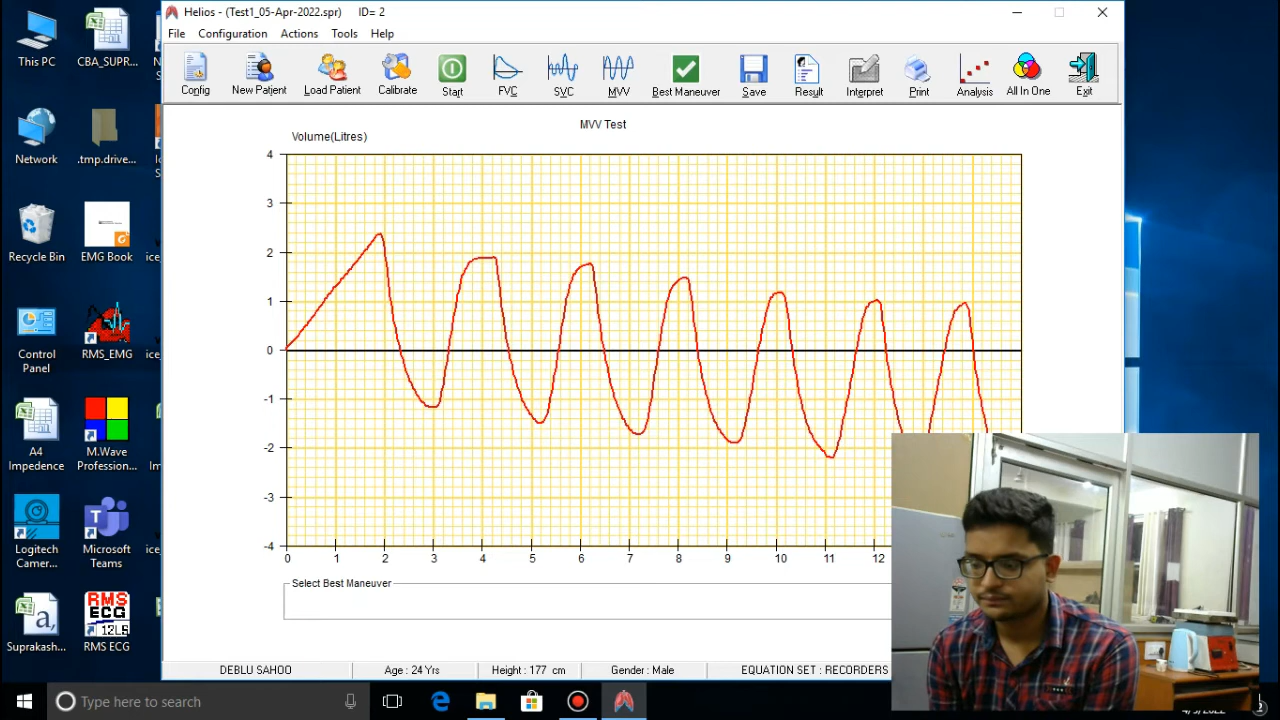 Helios - (Test1_05-Apr-2022.spr) ID= 2
File Configuration Actions Tools Help
Config New Patient Load Patient Calibrate Start FVC SVC MVV Best Maneuver Save Result Interpret Print Analysis All In One Exit
MVV Test
Volume(Litres)
4
3
2
1
0
-1
-2
-3
-4
0 1 2 3 4 5 6 7 8 9 10 11 12
Select Best Maneuver
DEBLU SAHOO Age : 24 Yrs Height : 177 cm Gender : Male EQUATION SET : RECORDERS
This PC
CBA_SUPR...
Network
.tmp.drive...
Recycle Bin
EMG Book
Control
Panel
RMS_EMG
A4
Impedence
M.Wave
Profession...
Logitech
Camer...
Microsoft
Teams
T
a,
Suprakash...
RMS
ECG
12LS
RMS ECG
Type here to search